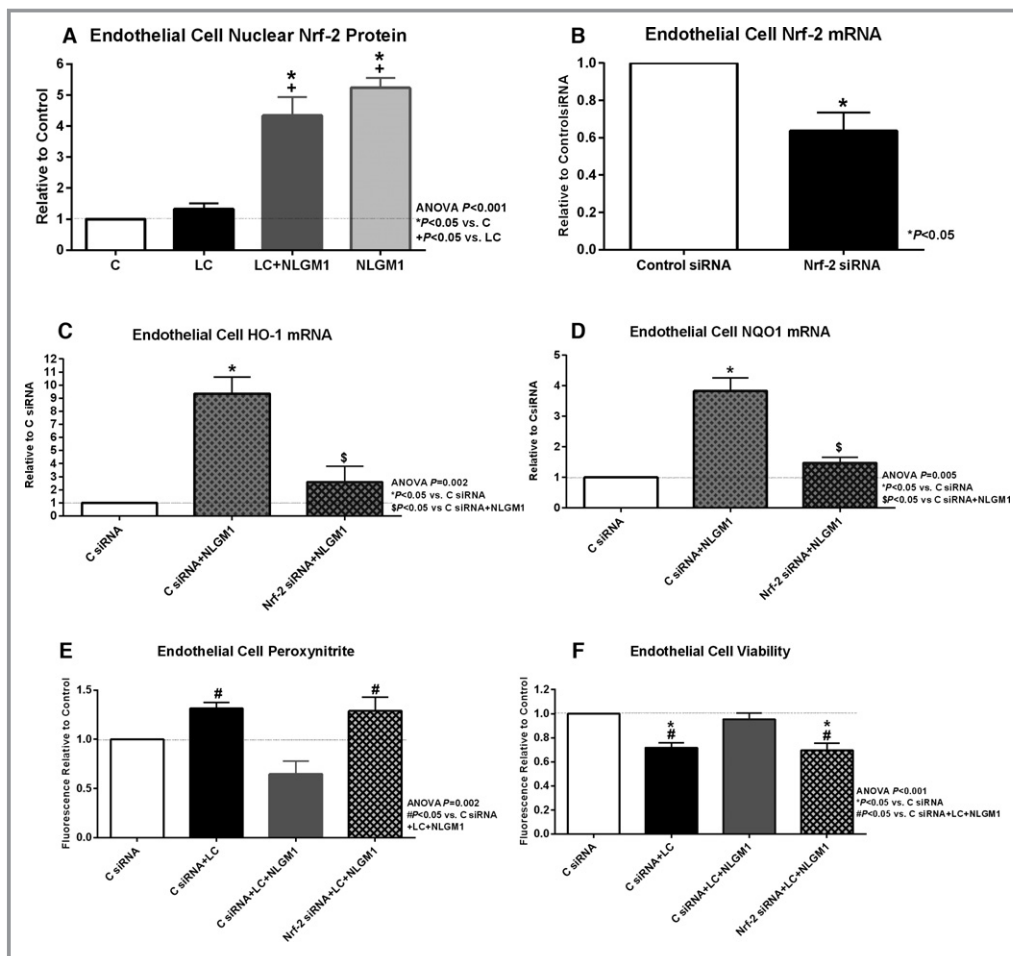 A Endothelial Cell Nuclear Nrf-2 Protein
Relative to Control
6
5
4
3
2
1
0
*
+
*
+
ANOVA P<0.001
*P<0.05 vs. C
+P<0.05 vs. LC
C LC LC+NLGM1 NLGM1
B Endothelial Cell Nrf-2 mRNA
Relative to ControlsiRNA
1.0
0.8
0.6
0.4
0.2
0.0
*
*P<0.05
Control siRNA Nrf-2 siRNA
C Endothelial Cell HO-1 mRNA
Relative to C siRNA
12
11
10
9
8
7
6
5
4
3
2
1
0
*
$
ANOVA P=0.002
*P<0.05 vs. C siRNA
$P<0.05 vs C siRNA+NLGM1
C siRNA
C siRNA+NLGM1
Nrf-2 siRNA+NLGM1
D Endothelial Cell NQO1 mRNA
Relative to CsiRNA
5
4
3
2
1
0
*
$
ANOVA P=0.005
*P<0.05 vs. C siRNA
$P<0.05 vs C siRNA+NLGM1
C siRNA
C siRNA+NLGM1
Nrf-2 siRNA+NLGM1
E Endothelial Cell Peroxynitrite
Fluorescence Relative to Control
1.5
1.0
0.5
0.0
#
#
ANOVA P=0.002
#P<0.05 vs. C siRNA
+LC+NLGM1
C siRNA
C siRNA+LC
C siRNA+LC+NLGM1
Nrf-2 siRNA+LC+NLGM1
F Endothelial Cell Viability
Fluorescence Relative to Control
1.2
1.0
0.8
0.6
0.4
0.2
0.0
*
#
*
#
ANOVA P<0.001
*P<0.05 vs. C siRNA
#P<0.05 vs. C siRNA+LC+NLGM1
C siRNA
C siRNA+LC
C siRNA+LC+NLGM1
Nrf-2 siRNA+LC+NLGM1